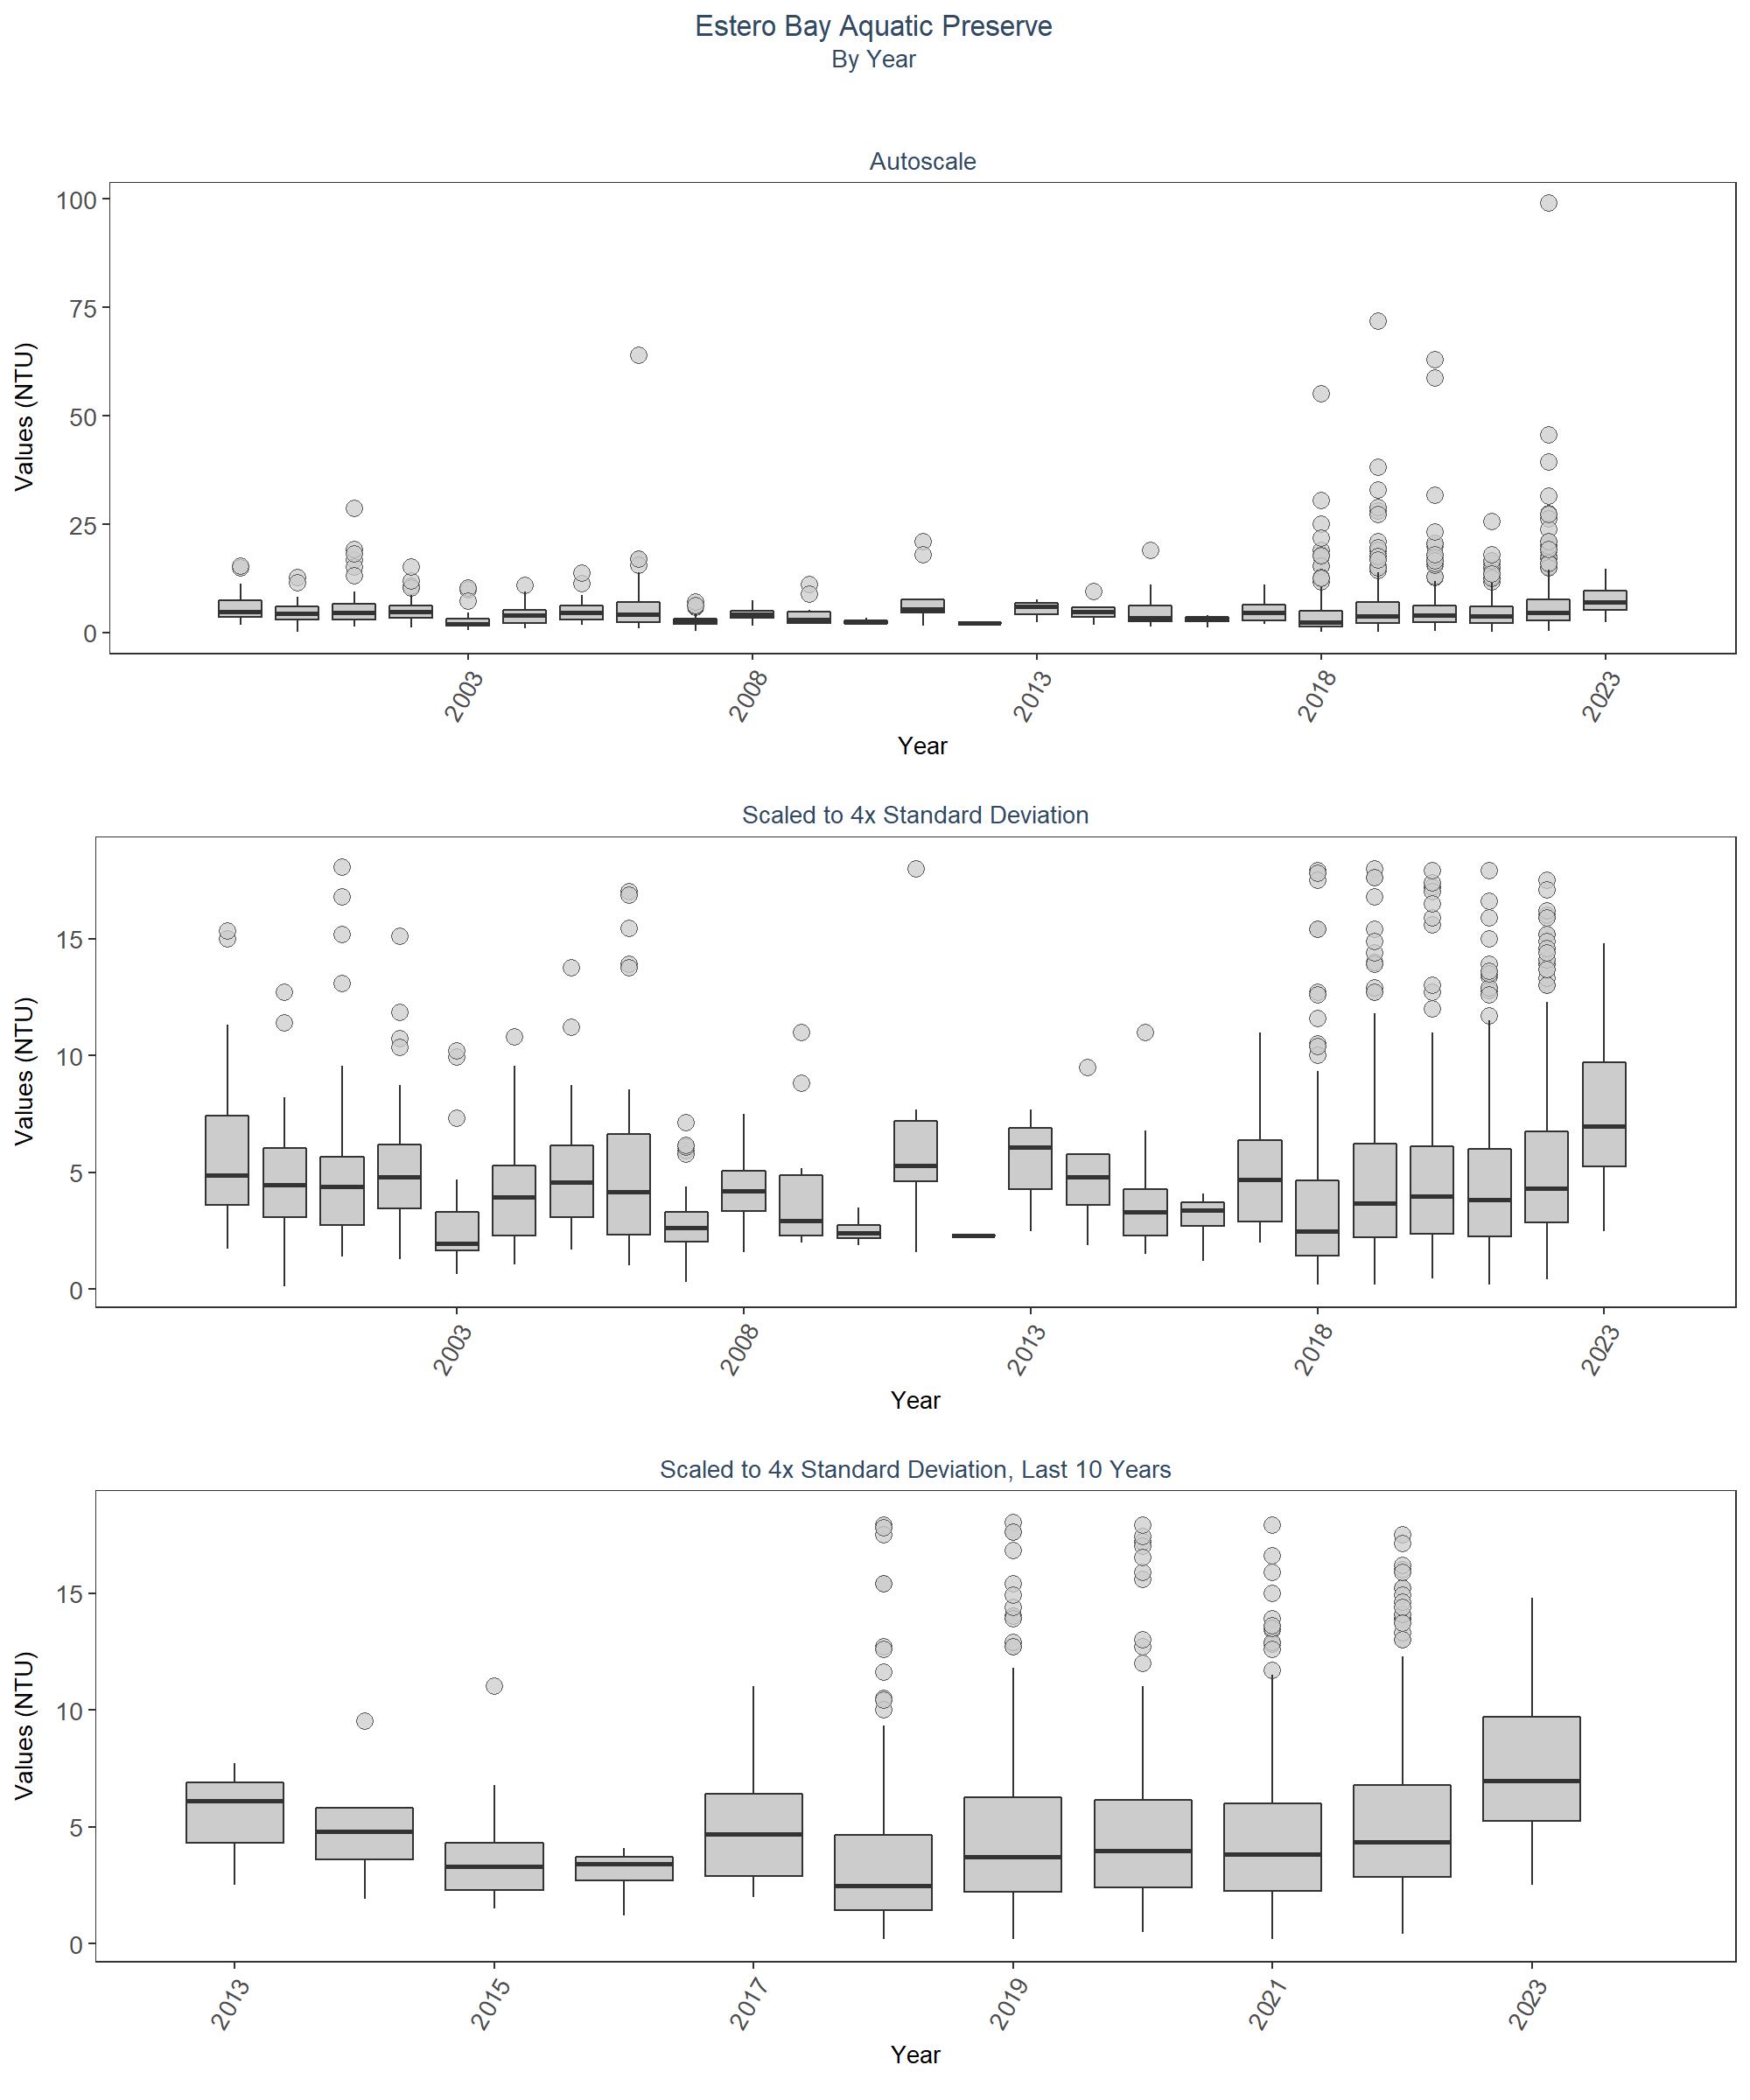 Estero Bay Aquatic Preserve
By Year
Autoscale
Values (NTU)
100
75
50
25
0
2003 2008 2013 2018 2023
Year
Scaled to 4x Standard Deviation
Values (NTU)
15
10
5
0
2003 2008 2013 2018 2023
Year
Scaled to 4x Standard Deviation, Last 10 Years
Values (NTU)
15
10
5
0
2013 2015 2017 2019 2021 2023
Year